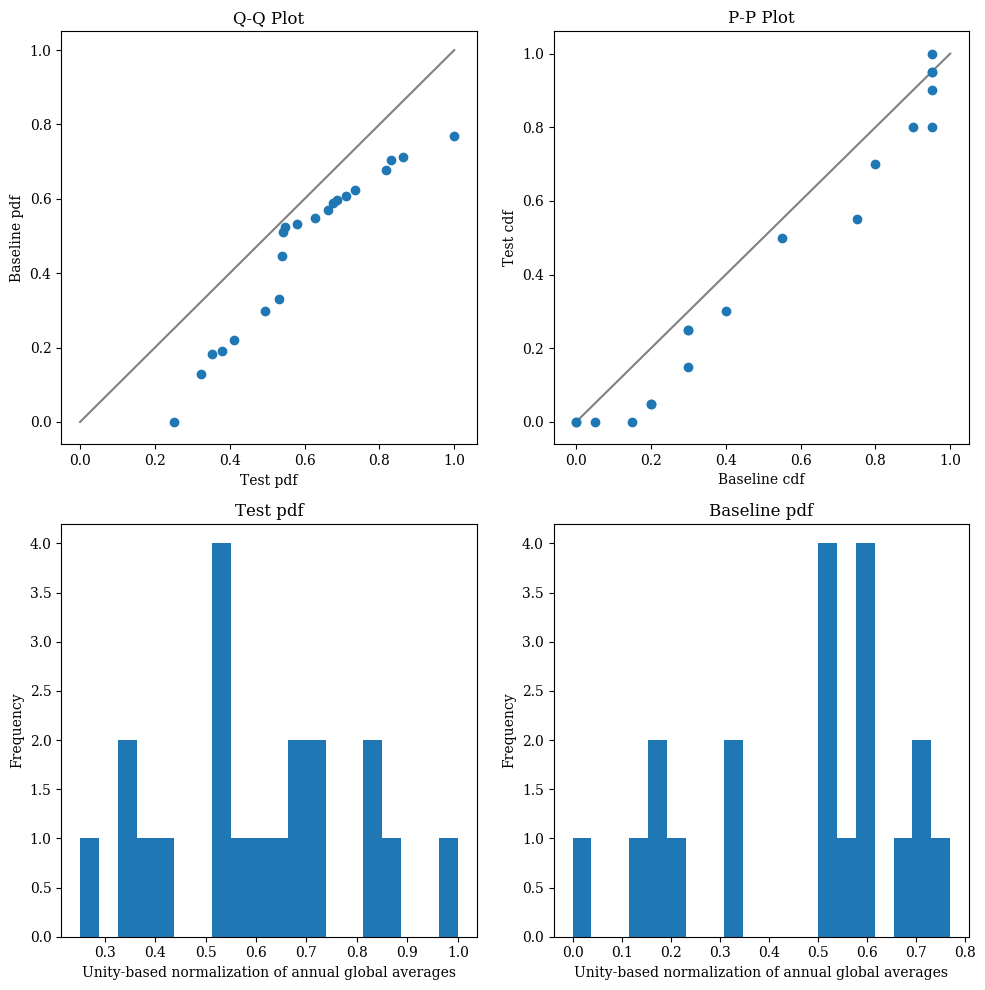 Q-Q Plot
1.0
0.8
0.6
0.4
0.2
0.0
Baseline pdf
0.0 0.2 0.4 0.6 0.8 1.0
Test pdf
P-P Plot
1.0
0.8
0.6
0.4
0.2
0.0
Test cdf
0.0 0.2 0.4 0.6 0.8 1.0
Baseline cdf
Test pdf
4.0
3.5
3.0
2.5
2.0
1.5
1.0
0.5
0.0
Frequency
0.3 0.4 0.5 0.6 0.7 0.8 0.9 1.0
Unity-based normalization of annual global averages
Baseline pdf
4.0
3.5
3.0
2.5
2.0
1.5
1.0
0.5
0.0
Frequency
0.0 0.1 0.2 0.3 0.4 0.5 0.6 0.7 0.8
Unity-based normalization of annual global averages